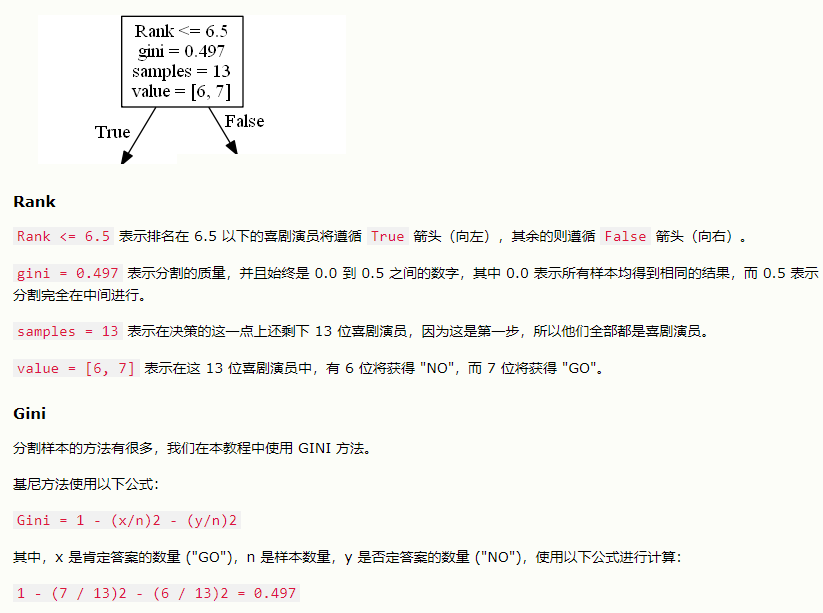 Rank <= 6.5
gini = 0.497
samples = 13
value = [6, 7]
True
False
Rank
Rank <= 6.5 表示排名在 6.5 以下的喜剧演员将遵循 True 箭头（向左），其余的则遵循 False 箭头（向右）。
gini = 0.497 表示分割的质量，并且始终是 0.0 到 0.5 之间的数字，其中 0.0 表示所有样本均得到相同的结果，而 0.5 表示
分割完全在中间进行。
samples = 13 表示在决策的这一点上还剩下 13 位喜剧演员，因为这是第一步，所以他们全部都是喜剧演员。
value = [6, 7] 表示在这 13 位喜剧演员中，有 6 位将获得 "NO"，而 7 位将获得 "GO"。
Gini
分割样本的方法有很多，我们在本教程中使用 GINI 方法。
基尼方法使用以下公式：
Gini = 1 - (x/n)2 - (y/n)2
其中，x 是肯定答案的数量 ("GO")，n 是样本数量，y 是否定答案的数量 ("NO")，使用以下公式进行计算：
1 - (7 / 13)2 - (6 / 13)2 = 0.497